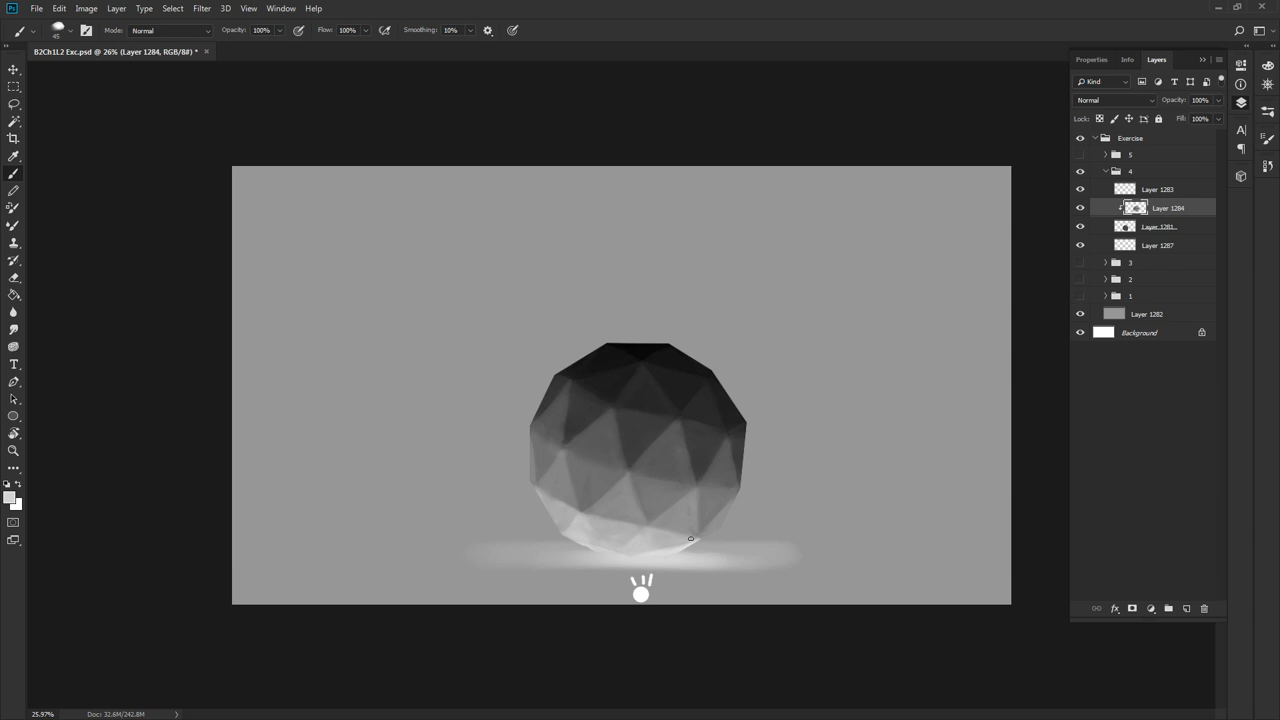 Ps File Edit Image Layer Type Select Filter 3D View Window Help
45 Mode: Normal Opacity: 100% Flow: 100% Smoothing: 10%
B2Ch1L2 Exc.psd @ 26% (Layer 1284, RGB/8#) *
Properties Info Layers
Kind
Normal Opacity: 100%
Lock: Fill: 100%
Exercise
5
4
Layer 1283
Layer 1284
Layer 1281
Layer 1287
3
2
1
Layer 1282
Background
25.97% Doc: 32.6M/242.8M